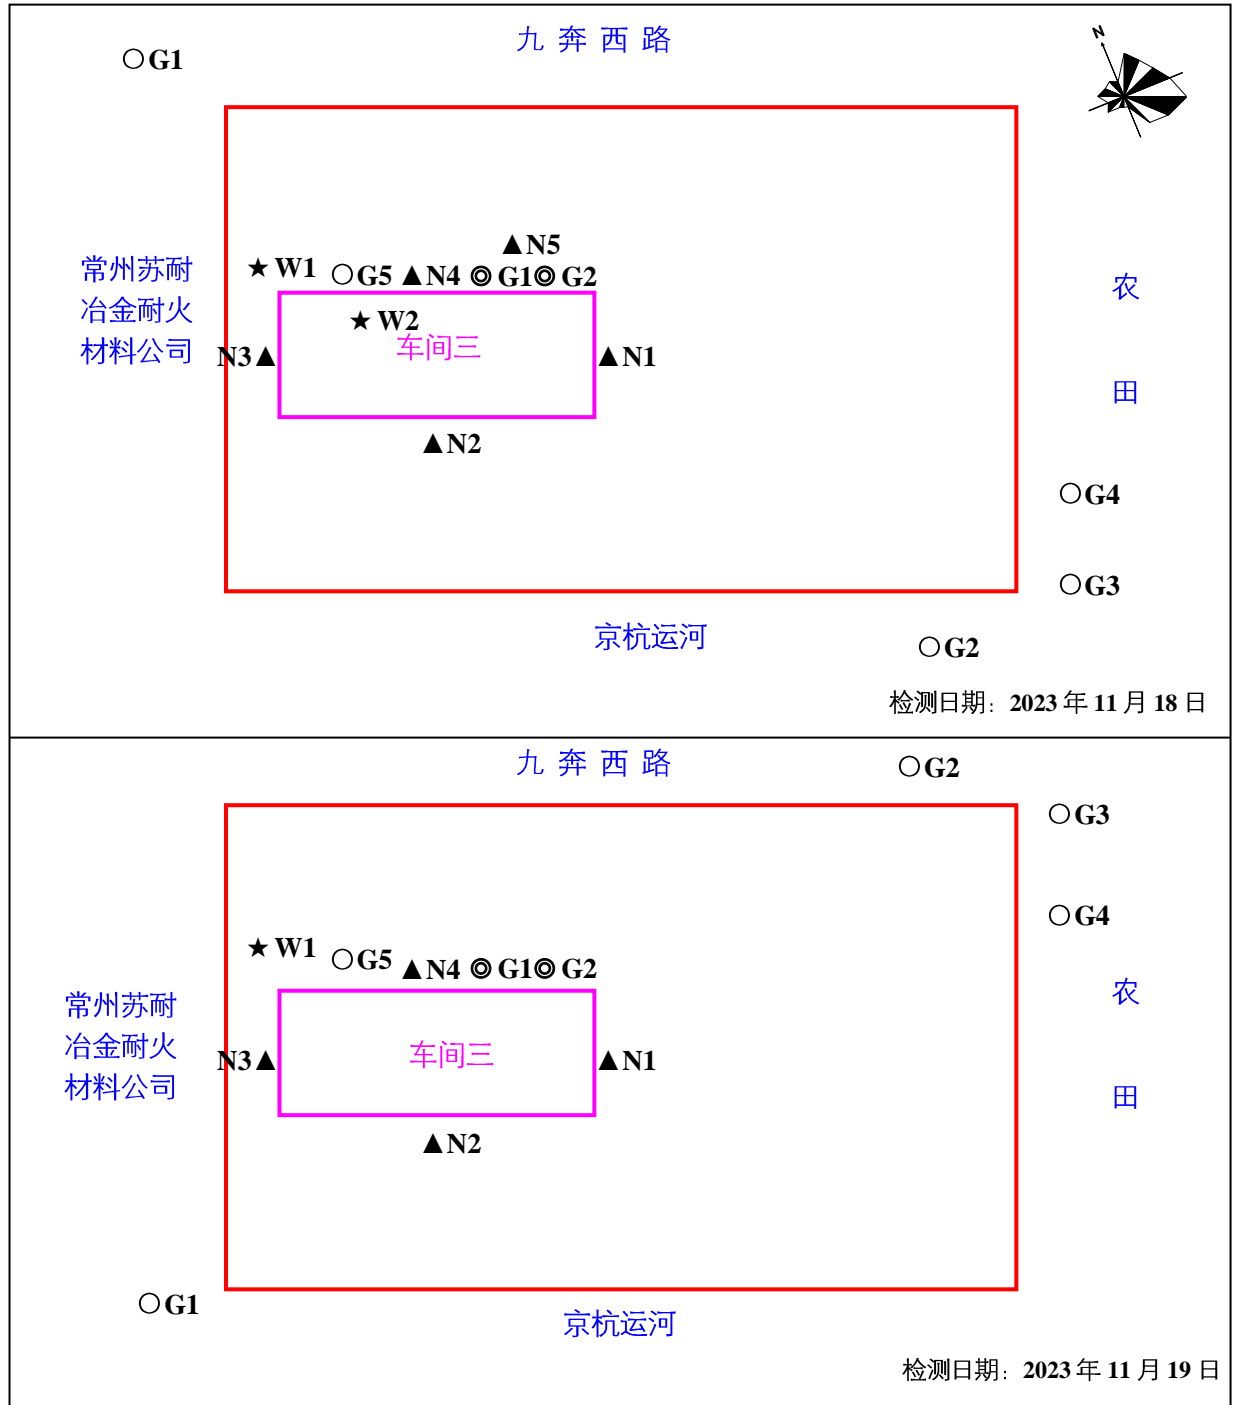 九奔西路
○G1
N
▲N5
★W1 ○G5 ▲N4 ◎G1◎G2
常州苏耐
冶金耐火
材料公司
★W2
车间三
N3▲
▲N1
▲N2
农
田
○G4
○G3
京杭运河
○G2
检测日期：2023年11月18日
九奔西路
○G2
○G3
○G4
★W1 ○G5 ▲N4 ◎G1◎G2
常州苏耐
冶金耐火
材料公司
车间三
N3▲
▲N1
▲N2
农
田
○G1
京杭运河
检测日期：2023年11月19日